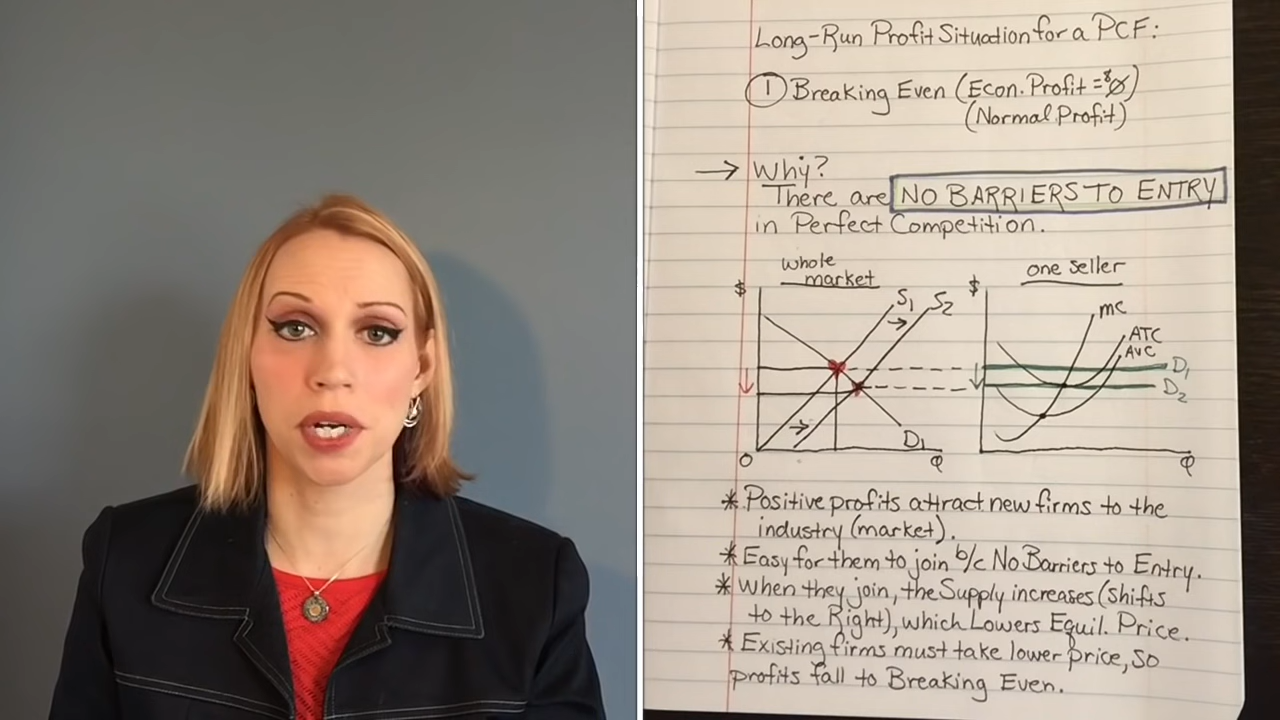 Long-Run Profit Situation for a PCF:
① Breaking Even (Econ. Profit = $0)
(Normal Profit)
→ Why?
There are NO BARRIERS TO ENTRY
in Perfect Competition.
whole
market
one seller
$
S1
S2
$
MC
ATC
AVC
D1
D2
D1
0
Q
Q
* Positive profits attract new firms to the
industry (market).
* Easy for them to join b/c No Barriers to Entry.
* When they join, the Supply increases (shifts
to the Right), which Lowers Equil. Price.
* Existing firms must take lower price, so
profits fall to Breaking Even.